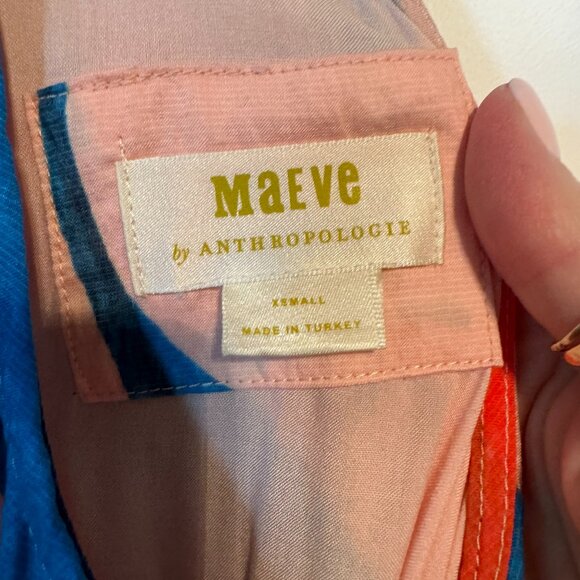 MaEVe
by ANTHROPOLOGIE
XSMALL
MADE IN TURKEY